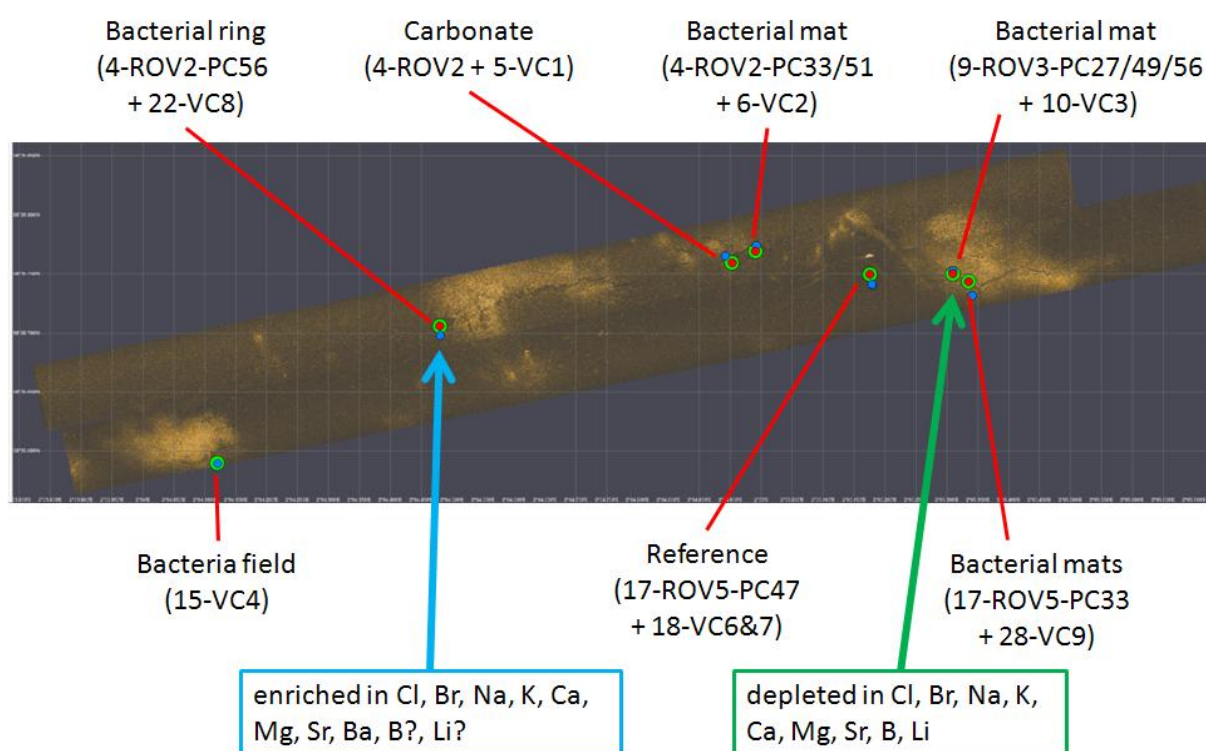 Bacterial ring
(4-ROV2-PC56
+ 22-VC8)
Carbonate
(4-ROV2 + 5-VC1)
Bacterial mat
(4-ROV2-PC33/51
+ 6-VC2)
Bacterial mat
(9-ROV3-PC27/49/56
+ 10-VC3)
Bacteria field
(15-VC4)
Reference
(17-ROV5-PC47
+ 18-VC6&7)
Bacterial mats
(17-ROV5-PC33
+ 28-VC9)
enriched in Cl, Br, Na, K, Ca,
Mg, Sr, Ba, B?, Li?
depleted in Cl, Br, Na, K,
Ca, Mg, Sr, B, Li